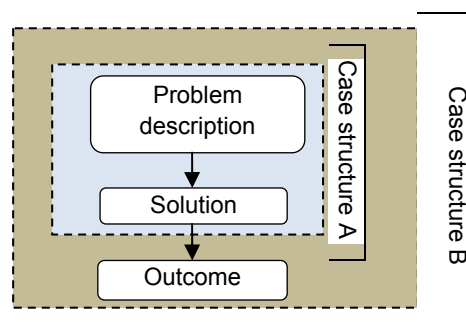 Problem
description
Solution
Outcome
Case structure A
Case structure B